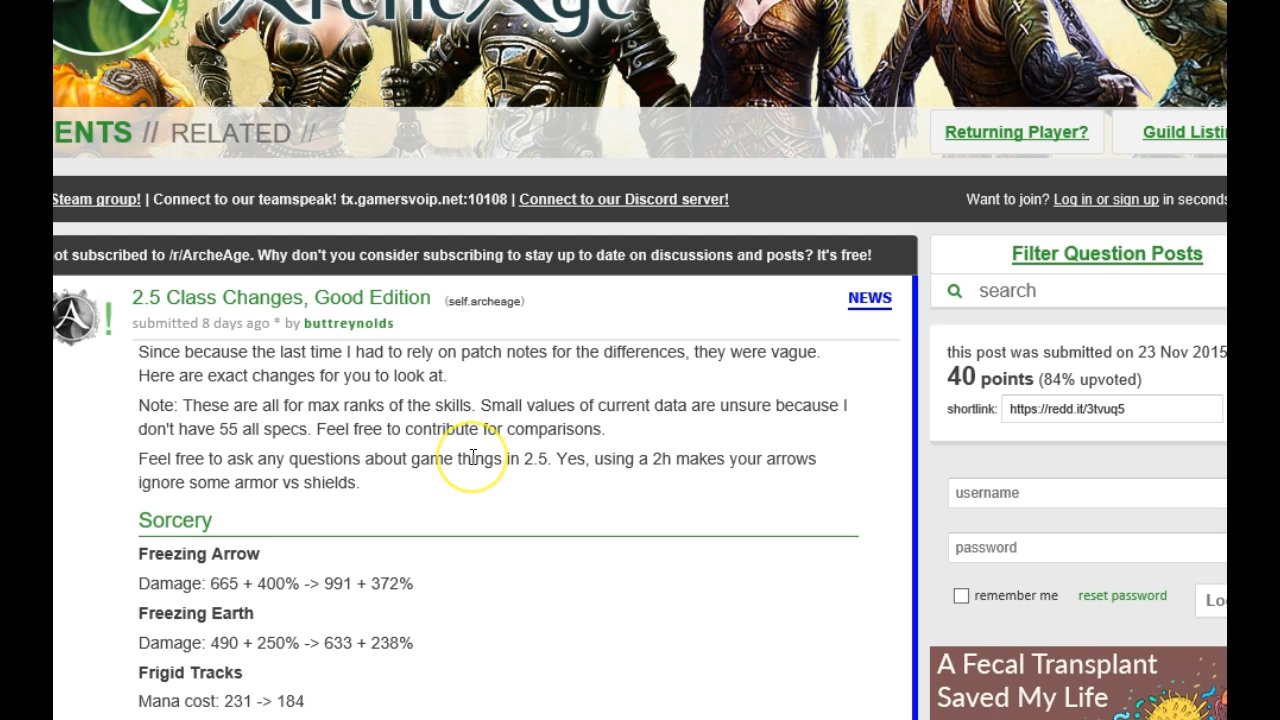 ArcheAge
ENTS // RELATED //
Returning Player?
Guild Listi
Steam group! | Connect to our teamspeak! tx.gamersvoip.net:10108 | Connect to our Discord server!
Want to join? Log in or sign up in seconds
ot subscribed to /r/ArcheAge. Why don't you consider subscribing to stay up to date on discussions and posts? It's free!
Filter Question Posts
search
2.5 Class Changes, Good Edition (self.archeage)
NEWS
submitted 8 days ago * by buttreynolds
Since because the last time I had to rely on patch notes for the differences, they were vague.
Here are exact changes for you to look at.
Note: These are all for max ranks of the skills. Small values of current data are unsure because I
don't have 55 all specs. Feel free to contribute for comparisons.
Feel free to ask any questions about game things in 2.5. Yes, using a 2h makes your arrows
ignore some armor vs shields.
Sorcery
Freezing Arrow
Damage: 665 + 400% -> 991 + 372%
Freezing Earth
Damage: 490 + 250% -> 633 + 238%
Frigid Tracks
Mana cost: 231 -> 184
this post was submitted on 23 Nov 2015
40 points (84% upvoted)
shortlink: https://redd.it/3tvuq5
username
password
remember me reset password
Lo
A Fecal Transplant
Saved My Life